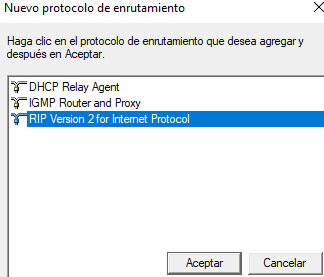 Nuevo protocolo de enrutamiento
Haga clic en el protocolo de enrutamiento que desea agregar y
después en Aceptar.
DHCP Relay Agent
IGMP Router and Proxy
RIP Version 2 for Internet Protocol
Aceptar
Cancelar